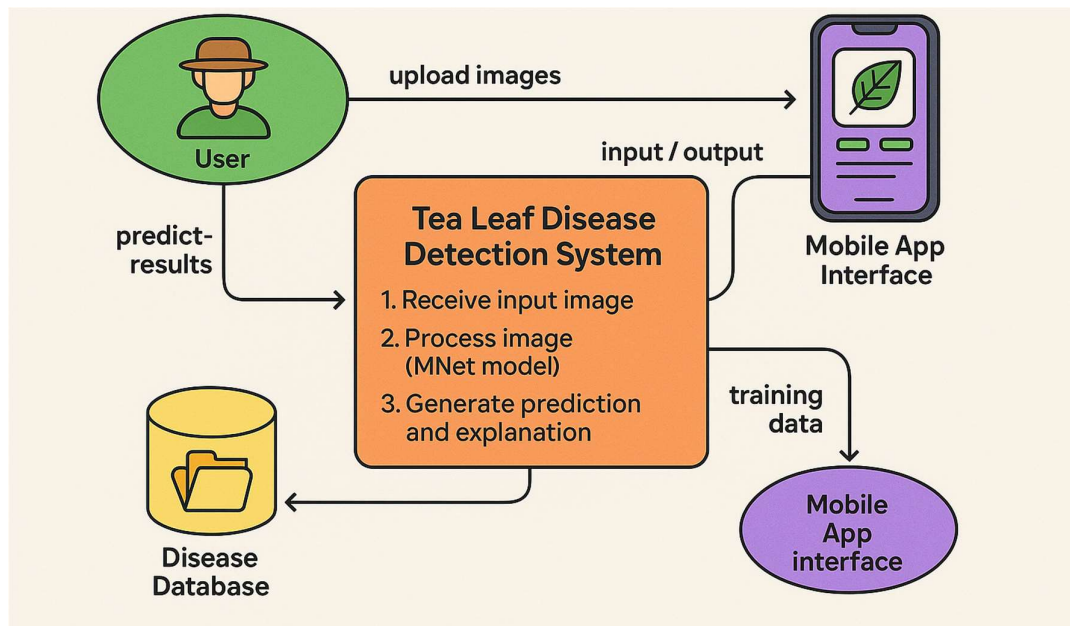 upload images
User
input / output
predict-
results
Tea Leaf Disease
Detection System
1. Receive input image
2. Process image
(MNet model)
3. Generate prediction
and explanation
Mobile App
Interface
training
data
Disease
Database
Mobile
App
interface